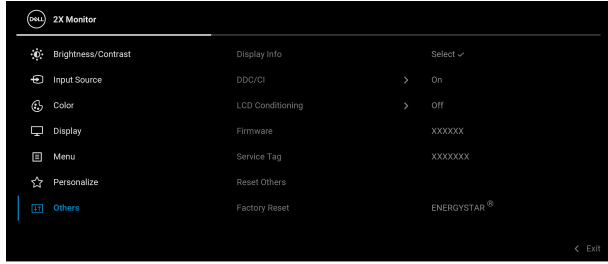 DELL 2X Monitor
Brightness/Contrast Display Info Select ✓
Input Source DDC/CI > On
Color LCD Conditioning > Off
Display Firmware XXXXXX
Menu Service Tag XXXXXXX
Personalize Reset Others
Others Factory Reset ENERGYSTAR ®
< Exit